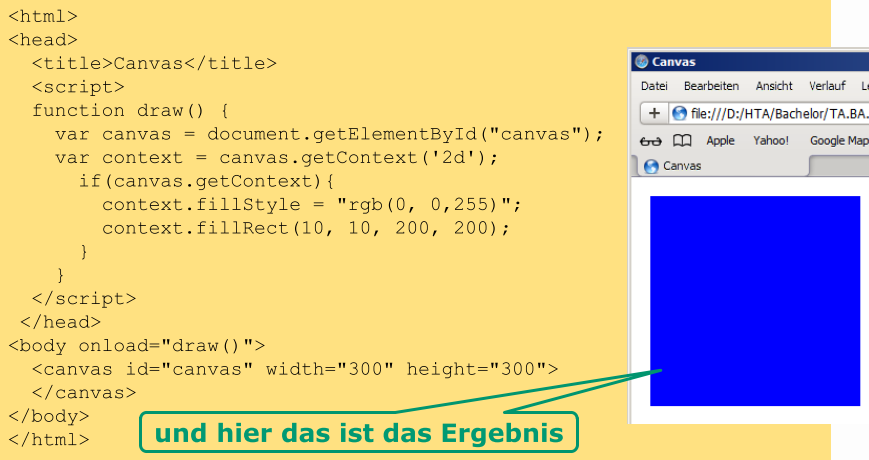 <html>
<head>
<title>Canvas</title>
<script>
function draw() {
var canvas = document.getElementById("canvas");
var context = canvas.getContext('2d');
if(canvas.getContext){
context.fillStyle = "rgb(0, 0,255)";
context.fillRect(10, 10, 200, 200);
}
}
</script>
</head>
<body onload="draw()">
<canvas id="canvas" width="300" height="300">
</canvas>
</body>
</html>
und hier das ist das Ergebnis
Canvas
Datei Bearbeiten Ansicht Verlauf Le
+ file:///D:/HTA/Bachelor/TA.BA.
Apple Yahoo! Google Map
Canvas